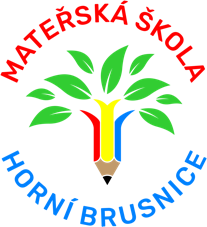 MATEŘSKÁ ŠKOLA
HORNÍ BRUSNICE